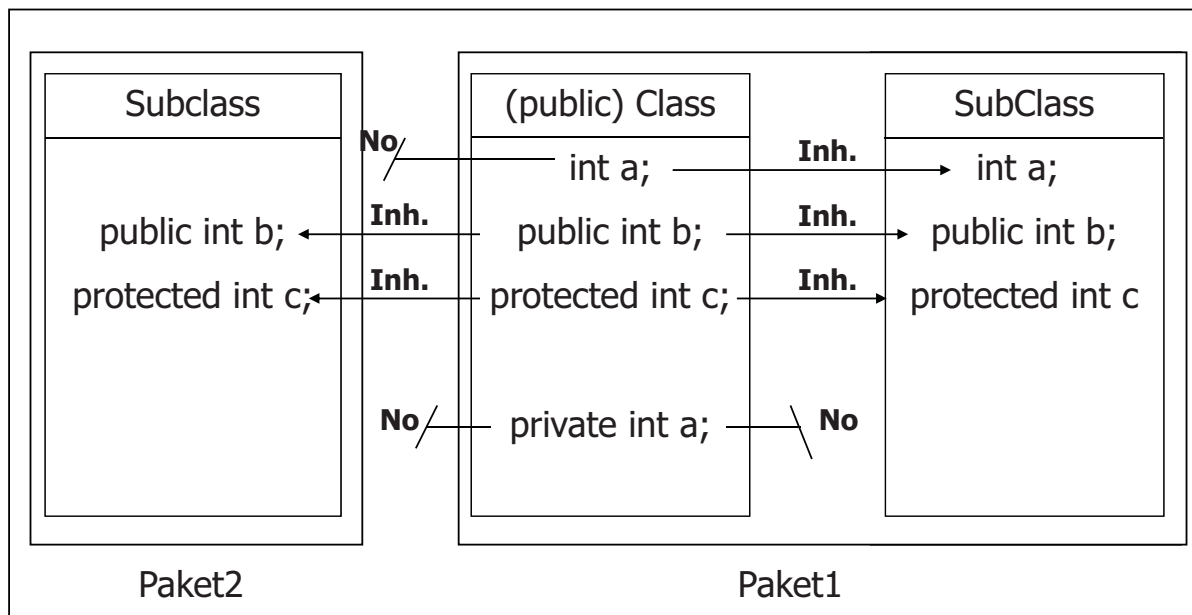 Subclass
(public) Class
SubClass
No
int a;
Inh.
int a;
public int b;
Inh.
public int b;
Inh.
public int b;
protected int c;
Inh.
protected int c;
Inh.
protected int c
No
private int a;
No
Paket2
Paket1